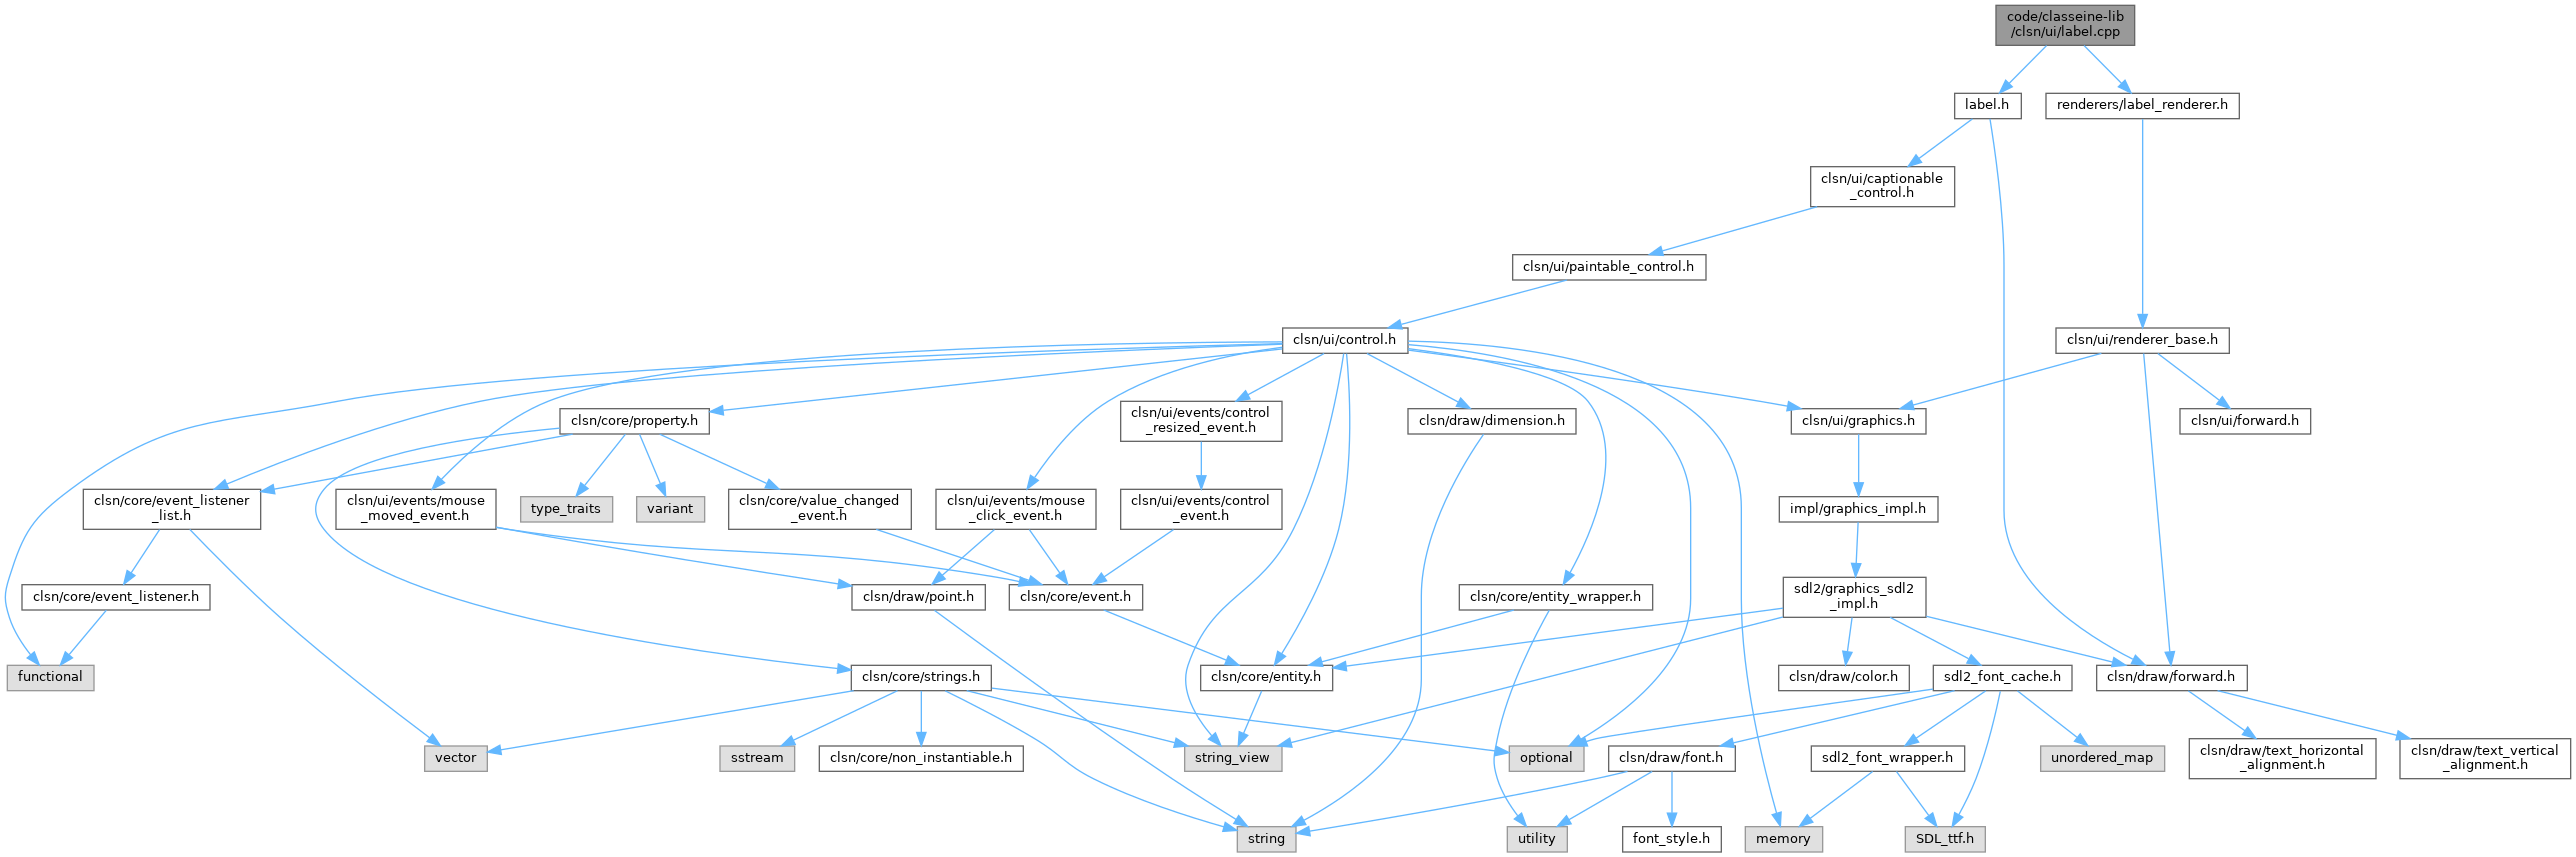 code/classeine-lib
/clsn/ui/label.cpp
label.h
renderers/label_renderer.h
clsn/ui/captionable
_control.h
clsn/ui/paintable_control.h
clsn/ui/control.h
clsn/ui/renderer_base.h
clsn/core/property.h
clsn/ui/events/control
_resized_event.h
clsn/draw/dimension.h
clsn/ui/graphics.h
clsn/ui/forward.h
clsn/core/event_listener
_list.h
clsn/ui/events/mouse
_moved_event.h
type_traits
variant
clsn/core/value_changed
_event.h
clsn/ui/events/mouse
_click_event.h
clsn/ui/events/control
_event.h
impl/graphics_impl.h
clsn/core/event_listener.h
clsn/draw/point.h
clsn/core/event.h
clsn/core/entity_wrapper.h
sdl2/graphics_sdl2
_impl.h
functional
clsn/core/strings.h
clsn/core/entity.h
clsn/draw/color.h
sdl2_font_cache.h
clsn/draw/forward.h
vector
sstream
clsn/core/non_instantiable.h
string_view
optional
clsn/draw/font.h
sdl2_font_wrapper.h
unordered_map
clsn/draw/text_horizontal
_alignment.h
clsn/draw/text_vertical
_alignment.h
string
utility
font_style.h
memory
SDL_ttf.h